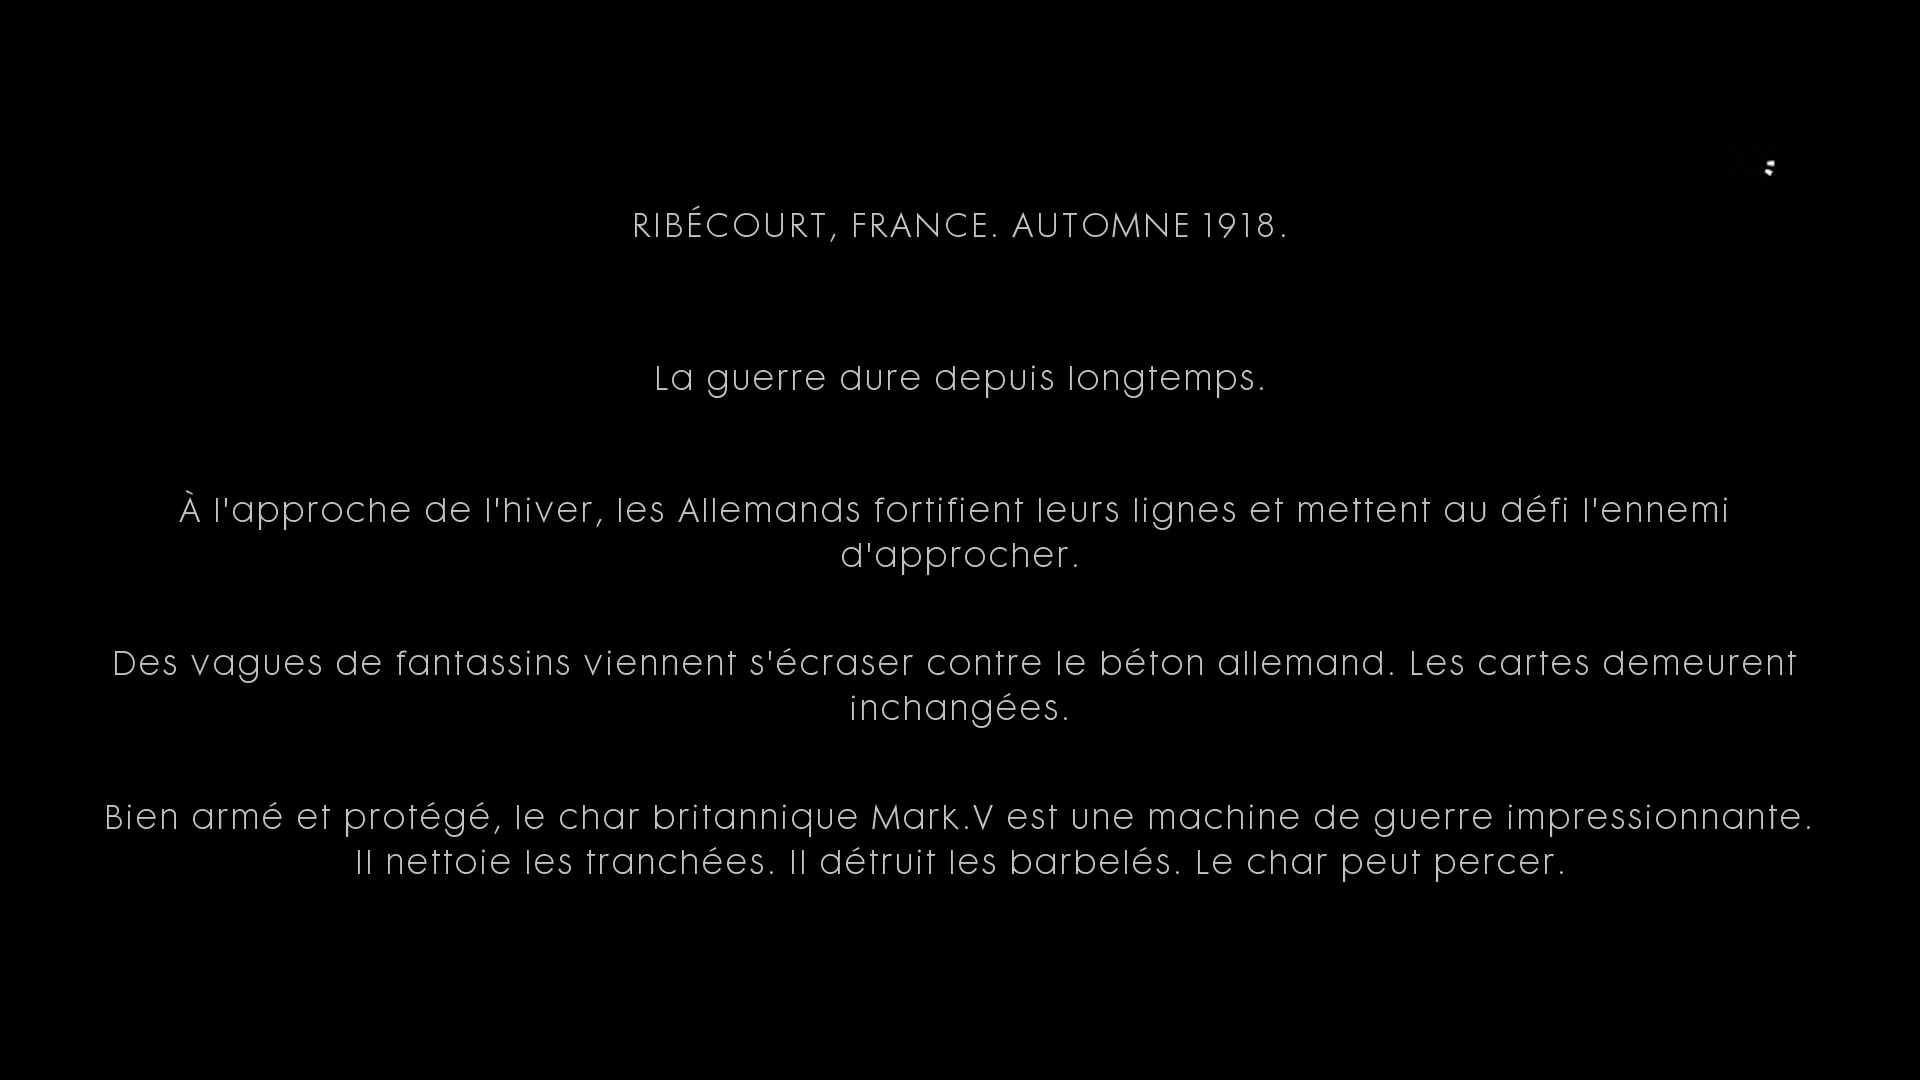 RIBÉCOURT, FRANCE. AUTOMNE 1918.
La guerre dure depuis longtemps.
À l'approche de l'hiver, les Allemands fortifient leurs lignes et mettent au défi l'ennemi
d'approcher.
Des vagues de fantassins viennent s'écraser contre le béton allemand. Les cartes demeurent
inchangées.
Bien armé et protégé, le char britannique Mark.V est une machine de guerre impressionnante.
Il nettoie les tranchées. Il détruit les barbelés. Le char peut percer.